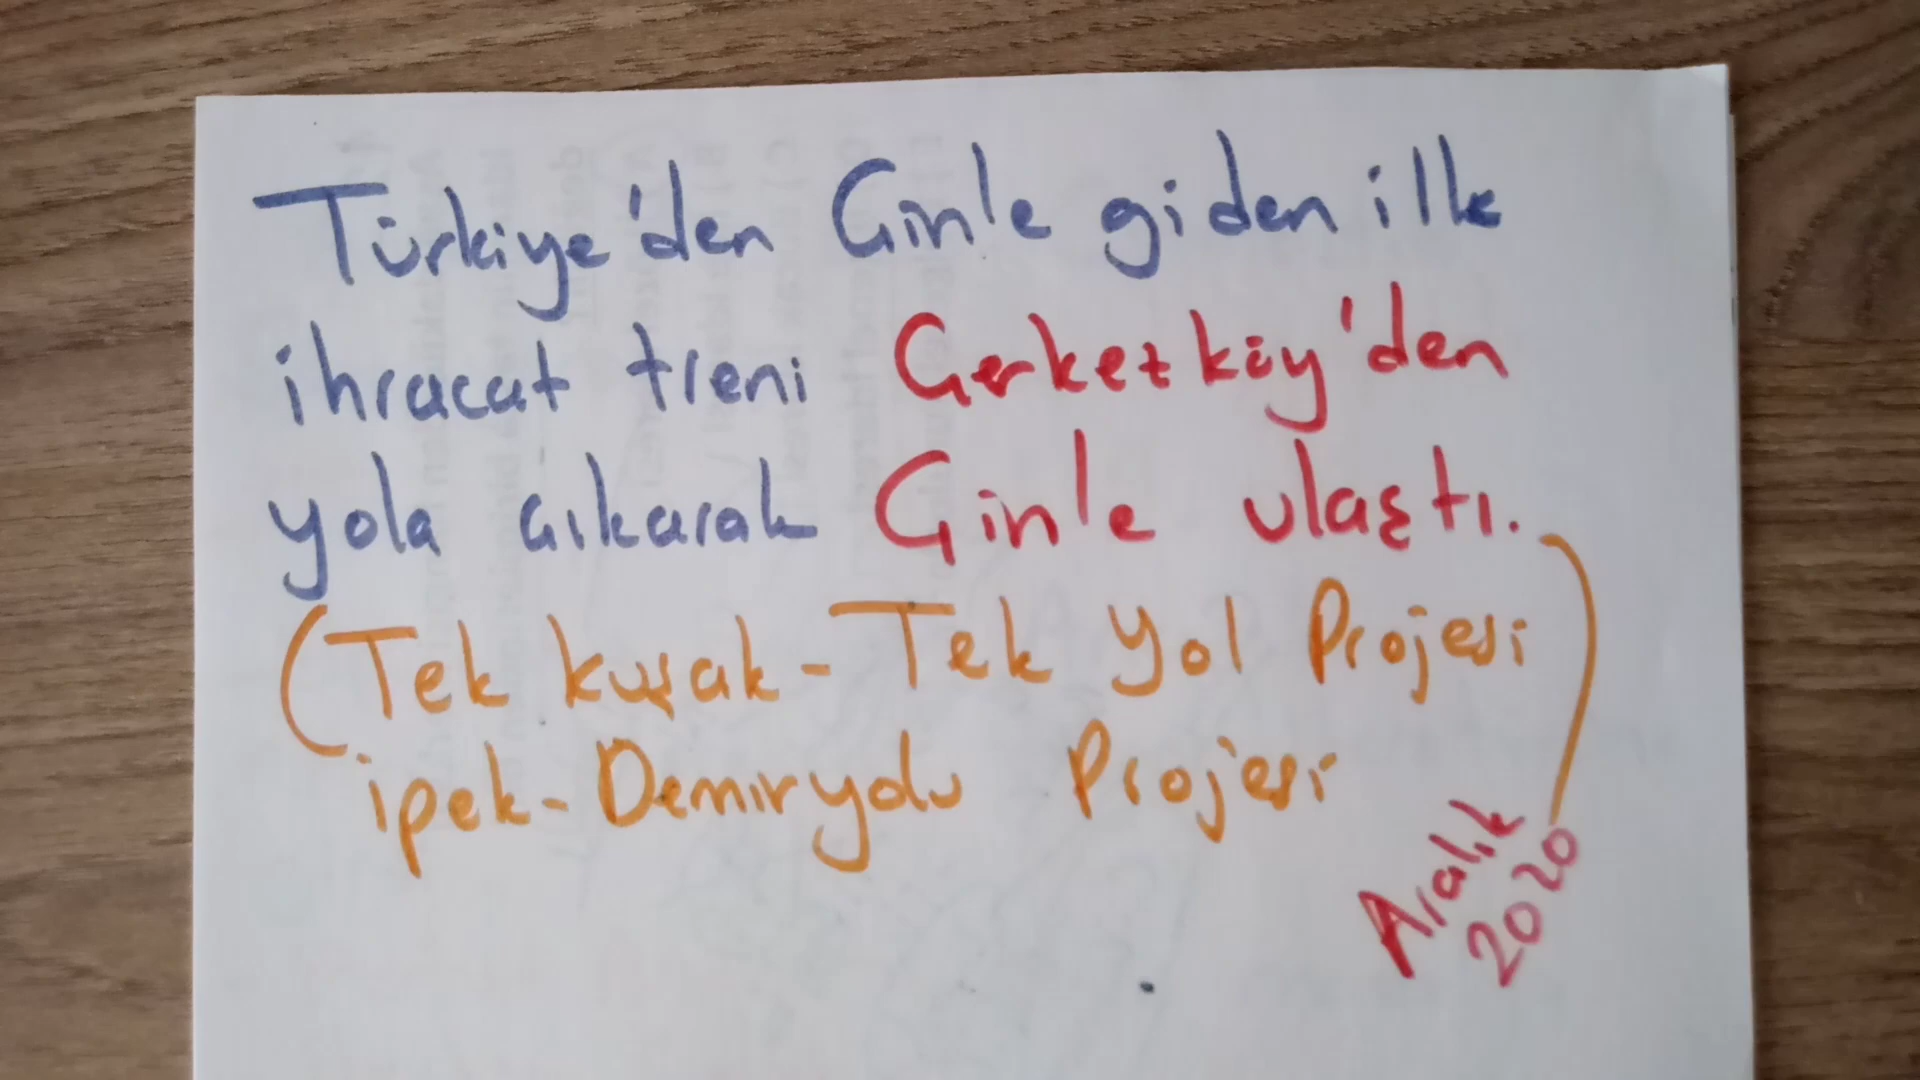 Türkiye'den Çin'e giden ilk
ihracat treni Çerkezköy'den
yola çıkarak Çin'e ulaştı.
(Tek kuşak - Tek Yol Projesi
ipek - Demiryolu Projesi)
Aralık
2020